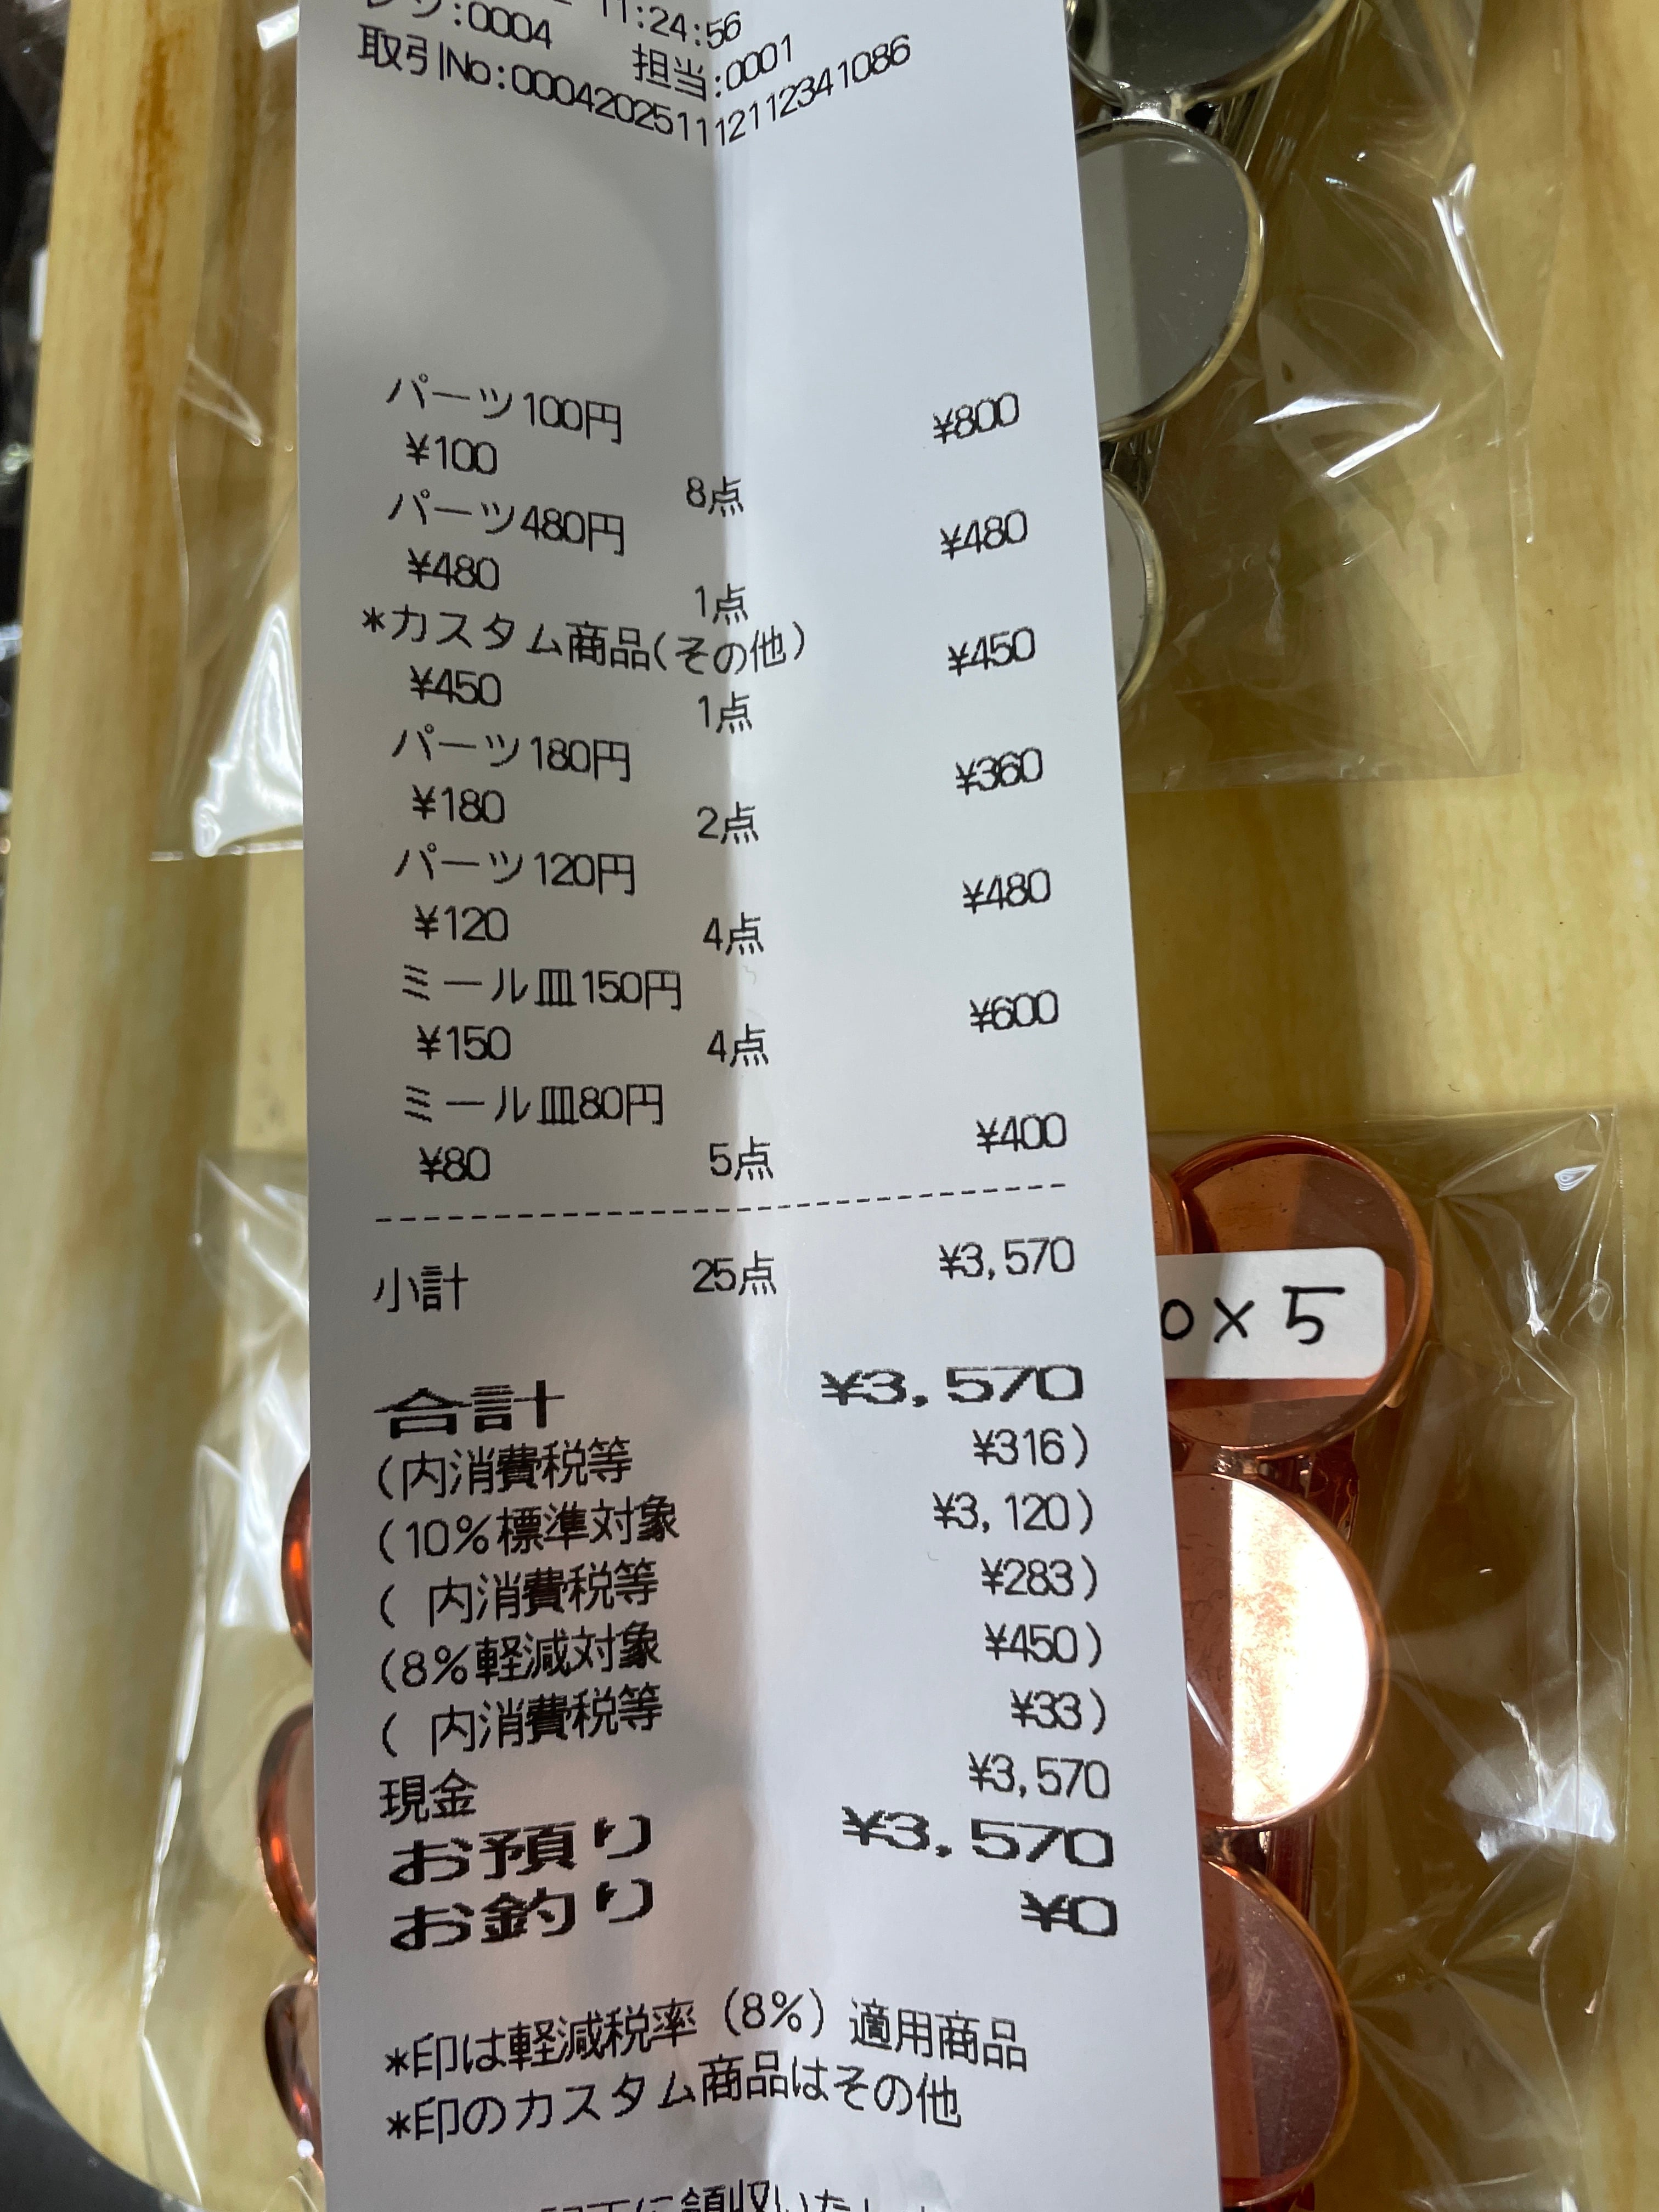 11:24:56
:0004 担当:0001
取引No:00042025111211234​1086
パーツ100円 ¥800
¥100 8点
パーツ480円 ¥480
¥480 1点
*カスタム商品(その他) ¥450
¥450 1点
パーツ180円 ¥360
¥180 2点
パーツ120円 ¥480
¥120 4点
ミール皿150円 ¥600
¥150 4点
ミール皿80円 ¥400
¥80 5点
小計 25点 ¥3,570
合計 ¥3,570
(内消費税等 ¥316)
(10%標準対象 ¥3,120)
( 内消費税等 ¥283)
(8%軽減対象 ¥450)
( 内消費税等 ¥33)
現金 ¥3,570
お預り ¥3,570
お釣り ¥0
*印は軽減税率(8%)適用商品
*印のカスタム商品はその他
0×5